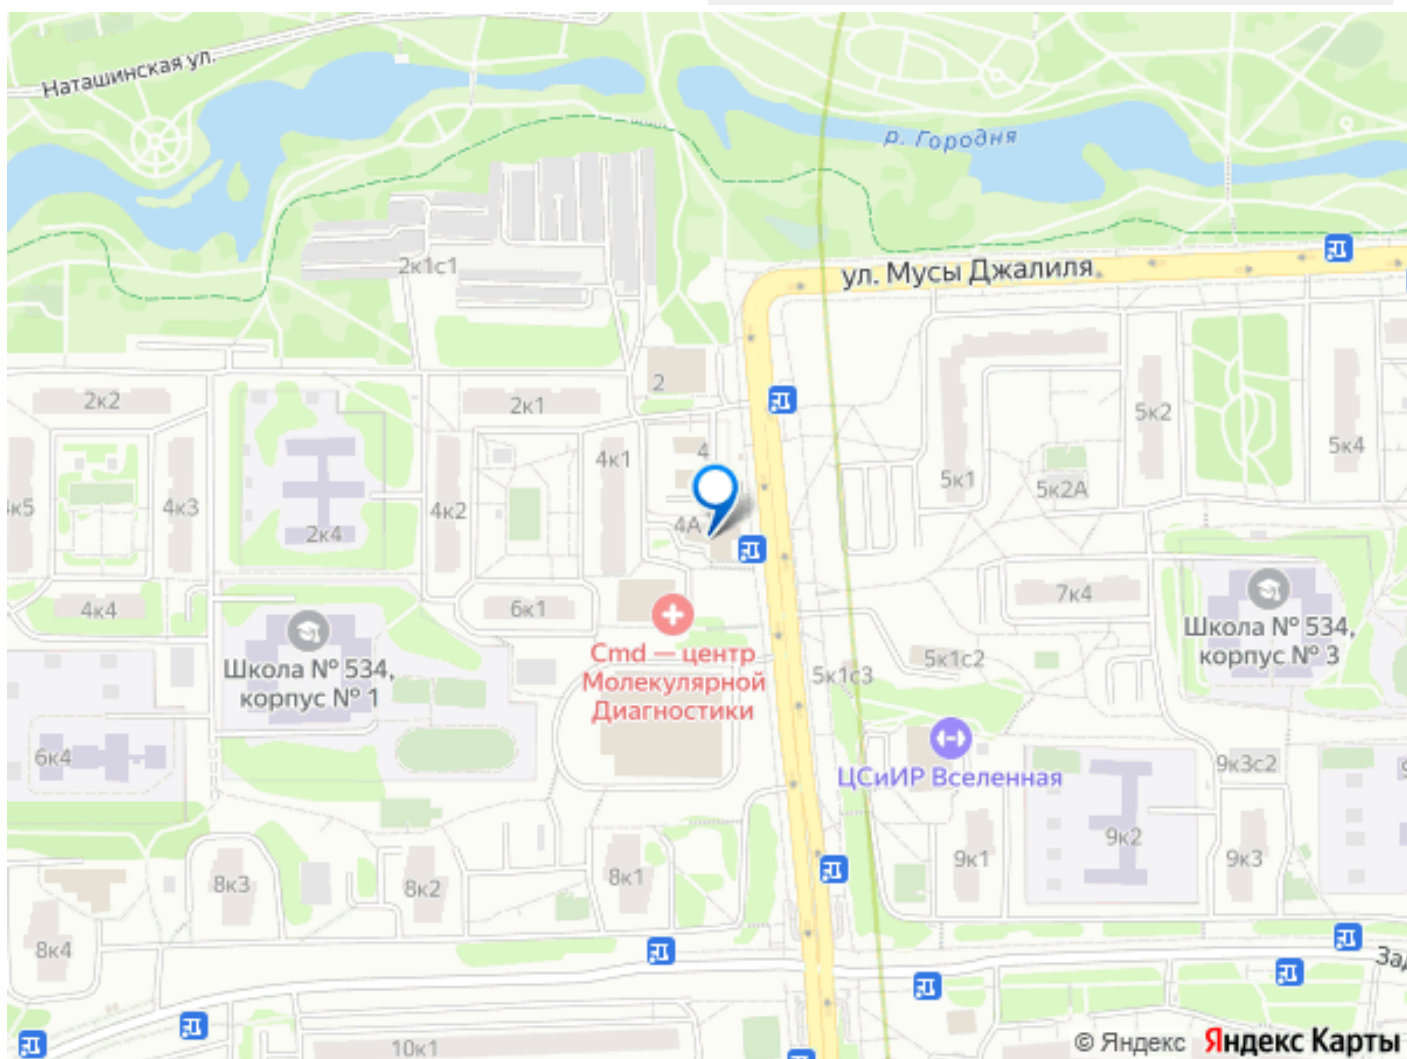 Наташинская ул.
р. Городня
2к1с1
ул. Мусы Джалиля
2
2к2
2к1
5к2
4
4к1
5к4
5к1
5к2А
4к3
4к2
4А
2к4
7к4
4к4
6к1
Школа № 534,
корпус № 3
Школа № 534,
корпус № 1
Cmd — центр
Молекулярной
Диагностики
5к1с2
5к1с3
6к4
ЦСиИР Вселенная
9к3с2
9к2
9к1
9к3
8к3
8к2
8к1
8к4
10к1
© Яндекс Яндекс Карты